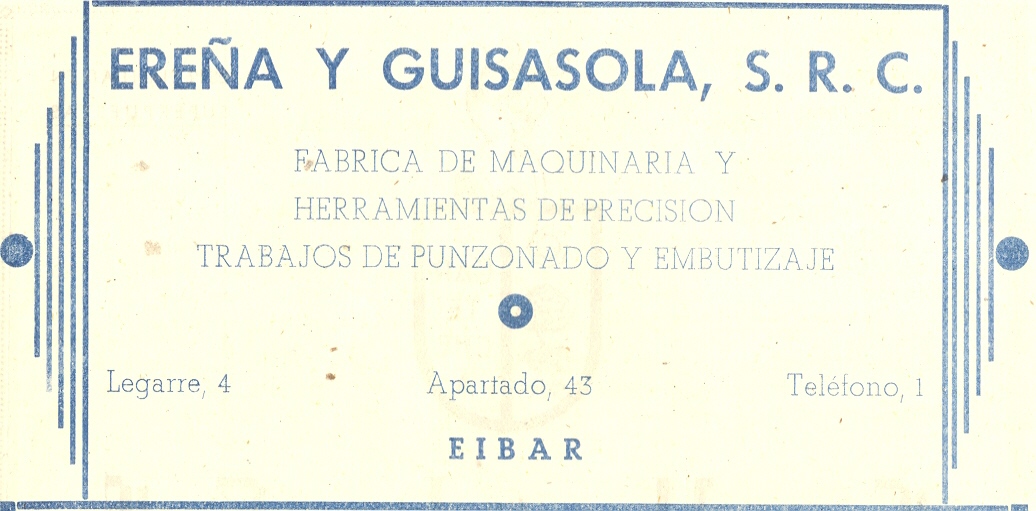 EREÑA Y GUISASOLA, S. R. C.
FABRICA DE MAQUINARIA Y
HERRAMIENTAS DE PRECISION
TRABAJOS DE PUNZONADO Y EMBUTIZAJE
Legarre, 4 Apartado, 43 Teléfono, 1
EIBAR